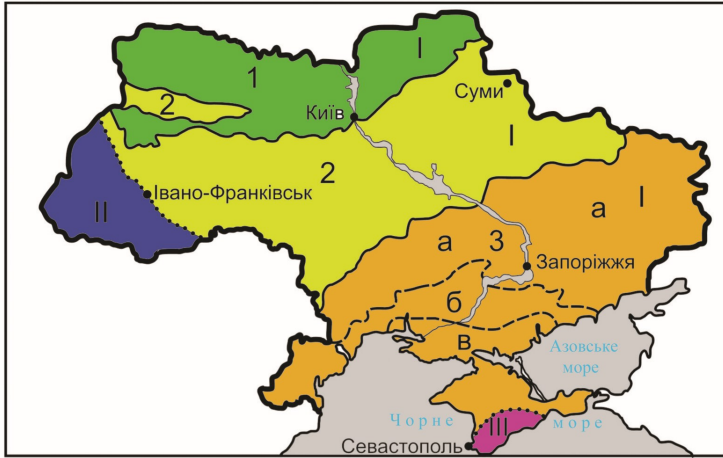 1
I
2
Суми
Київ
I
2
Івано-Франківськ
II
I
а
а
3
Запоріжжя
б
в
Азовське
море
Чорне
море
III
Севастополь